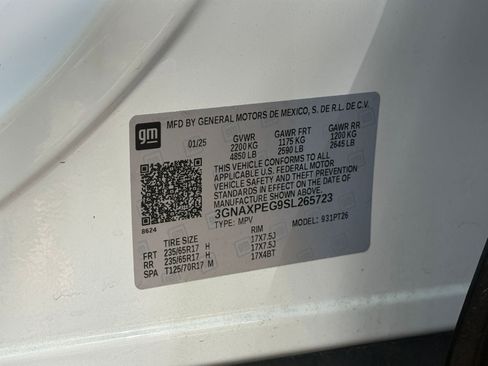 gm
MFD BY GENERAL MOTORS DE MEXICO, S. DE R.L. DE C.V.
01/25 GVWR GAWR FRT GAWR RR
2200 KG 1175 KG 1200 KG
4850 LB 2590 LB 2645 LB
THIS VEHICLE CONFORMS TO ALL
APPLICABLE U.S. FEDERAL MOTOR
VEHICLE SAFETY, BUMPER, AND THEFT
PREVENTION STANDARDS IN EFFECT ON
THE DATE OF MANUFACTURE SHOWN ABOVE.
3GNAXPEG9SL265723
8624 TYPE: MPV MODEL: 931PT26
TIRE SIZE RIM
FRT 235/65R17 H 17X7.5J
RR 235/65R17 H 17X7.5J
SPA T125/70R17 M 17X4BT